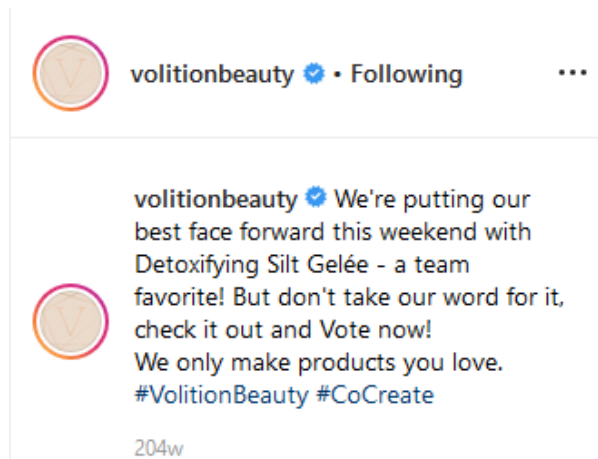 volitionbeauty • Following
volitionbeauty We're putting our
best face forward this weekend with
Detoxifying Silt Gelée - a team
favorite! But don't take our word for it,
check it out and Vote now!
We only make products you love.
#VolitionBeauty #CoCreate
204w